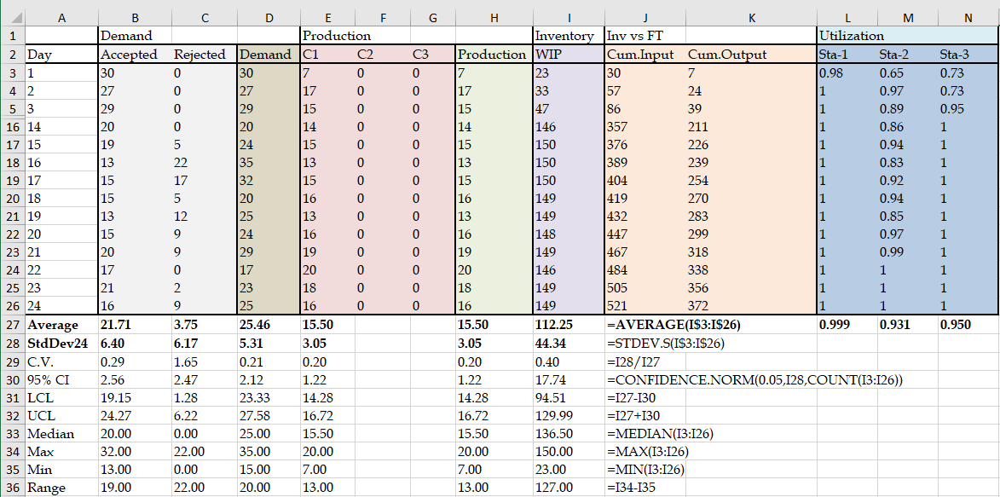 A B C D E F G H I J K L M N
1 Demand Production Inventory Inv vs FT Utilization
2 Day Accepted Rejected Demand C1 C2 C3 Production WIP Cum.Input Cum.Output Sta-1 Sta-2 Sta-3
3 1 30 0 30 7 0 0 7 23 30 7 0.98 0.65 0.73
4 2 27 0 27 17 0 0 17 33 57 24 1 0.97 0.73
5 3 29 0 29 15 0 0 15 47 86 39 1 0.89 0.95
16 14 20 0 20 14 0 0 14 146 357 211 1 0.86 1
17 15 19 5 24 15 0 0 15 150 376 226 1 0.94 1
18 16 13 22 35 13 0 0 13 150 389 239 1 0.83 1
19 17 15 17 32 15 0 0 15 150 404 254 1 0.92 1
20 18 15 5 20 16 0 0 16 149 419 270 1 0.94 1
21 19 13 12 25 13 0 0 13 149 432 283 1 0.85 1
22 20 15 9 24 16 0 0 16 148 447 299 1 0.97 1
23 21 20 9 29 19 0 0 19 149 467 318 1 0.99 1
24 22 17 0 17 20 0 0 20 146 484 338 1 1 1
25 23 21 2 23 18 0 0 18 149 505 356 1 1 1
26 24 16 9 25 16 0 0 16 149 521 372 1 1 1
27 Average 21.71 3.75 25.46 15.50 15.50 112.25 =AVERAGE(I$3:I$26) 0.999 0.931 0.950
28 StdDev24 6.40 6.17 5.31 3.05 3.05 44.34 =STDEV.S(I$3:I$26)
29 C.V. 0.29 1.65 0.21 0.20 0.20 0.40 =I28/I27
30 95% CI 2.56 2.47 2.12 1.22 1.22 17.74 =CONFIDENCE.NORM(0.05,I28,COUNT(I3:I26))
31 LCL 19.15 1.28 23.33 14.28 14.28 94.51 =I27-I30
32 UCL 24.27 6.22 27.58 16.72 16.72 129.99 =I27+I30
33 Median 20.00 0.00 25.00 15.50 15.50 136.50 =MEDIAN(I3:I26)
34 Max 32.00 22.00 35.00 20.00 20.00 150.00 =MAX(I3:I26)
35 Min 13.00 0.00 15.00 7.00 7.00 23.00 =MIN(I3:I26)
36 Range 19.00 22.00 20.00 13.00 13.00 127.00 =I34-I35